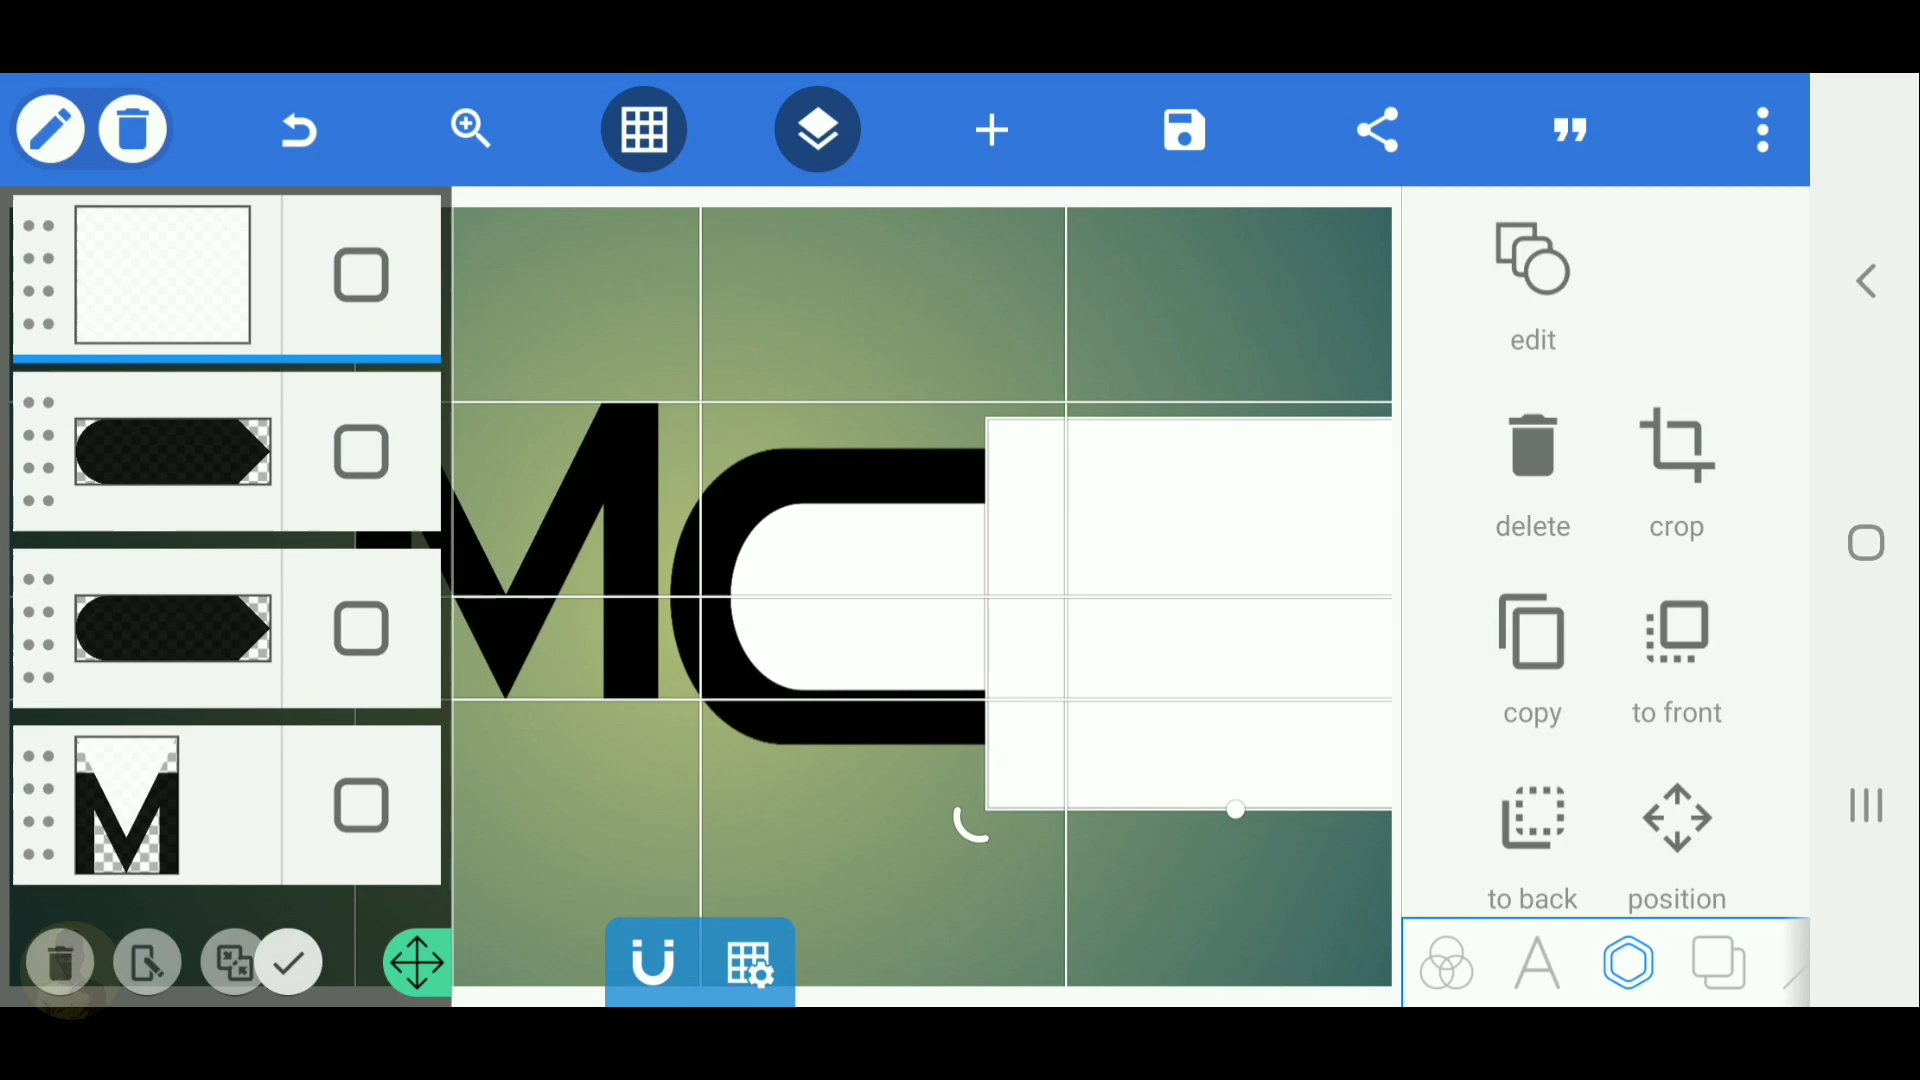 M
M
edit
delete
crop
copy
to front
to back
position